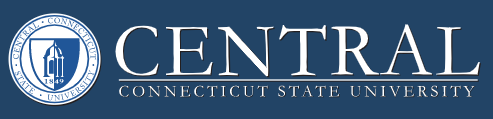 CENTRAL · CONNECTICUT · STATE · UNIVERSITY
1849
CENTRAL
CONNECTICUT STATE UNIVERSITY